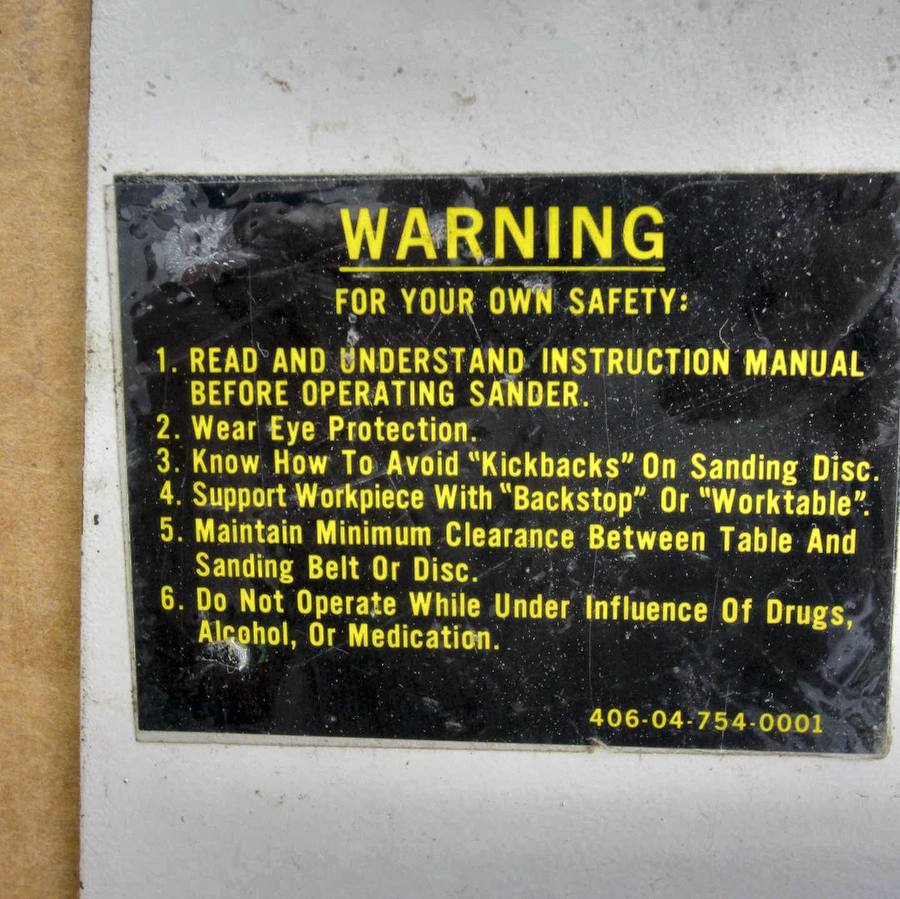 WARNING
FOR YOUR OWN SAFETY:
1. READ AND UNDERSTAND INSTRUCTION MANUAL
BEFORE OPERATING SANDER.
2. Wear Eye Protection.
3. Know How To Avoid "Kickbacks" On Sanding Disc.
4. Support Workpiece With "Backstop" Or "Worktable".
5. Maintain Minimum Clearance Between Table And
Sanding Belt Or Disc.
6. Do Not Operate While Under Influence Of Drugs,
Alcohol, Or Medication.
406-04-754-0001